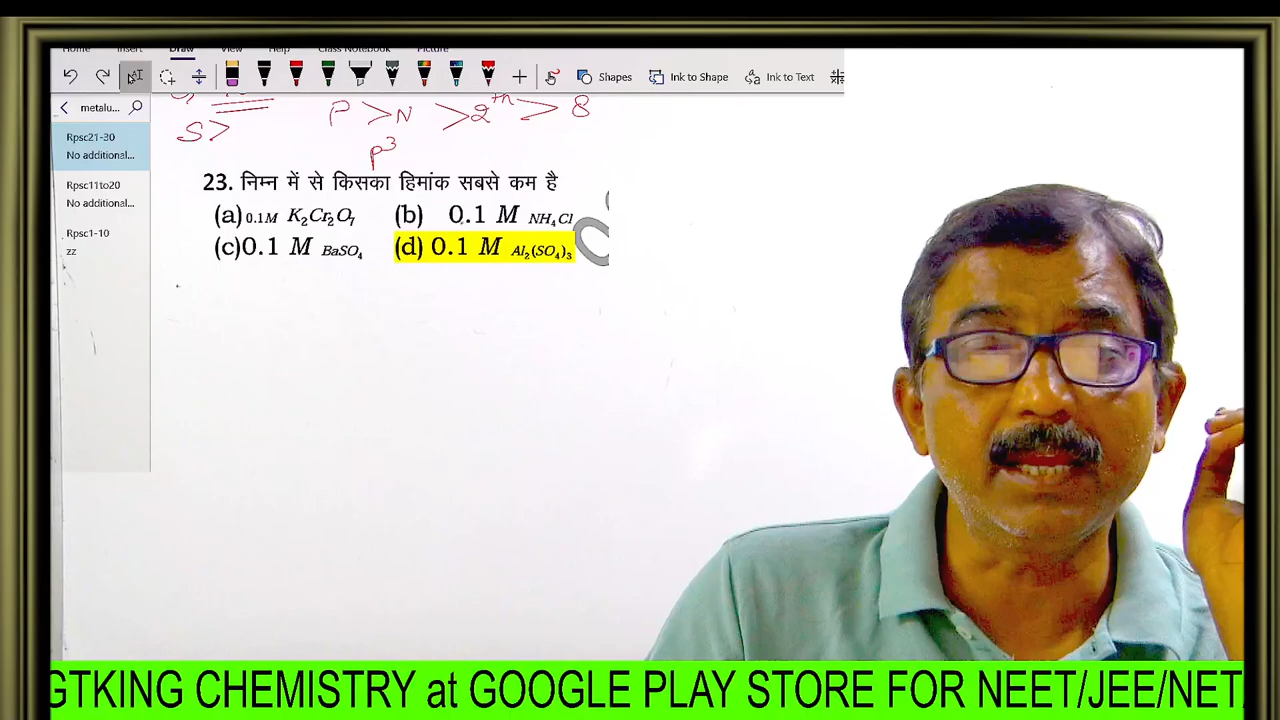 Home Insert Draw View Help Class Notebook Picture
Shapes Ink to Shape Ink to Text
metalu...
Rpsc21-30
No additional...
Rpsc11to20
No additional...
Rpsc1-10
zz
P > N > 2ⁿᵈ > 8
S >
p³
23. निम्न में से किसका हिमांक सबसे कम है
(a) 0.1M K₂Cr₂O₇ (b) 0.1 M NH₄Cl
(c) 0.1 M BaSO₄ (d) 0.1 M Al₂(SO₄)₃
GTKING CHEMISTRY at GOOGLE PLAY STORE FOR NEET/JEE/NET